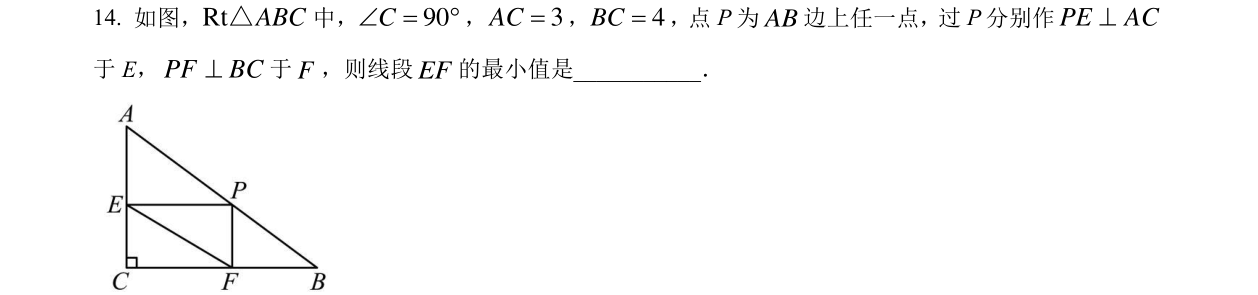 14. 如图，Rt△ABC 中，∠C = 90°，AC = 3，BC = 4，点 P 为 AB 边上任一点，过 P 分别作 PE ⊥ AC
于 E，PF ⊥ BC 于 F，则线段 EF 的最小值是___________．
A
P
E
C
F
B